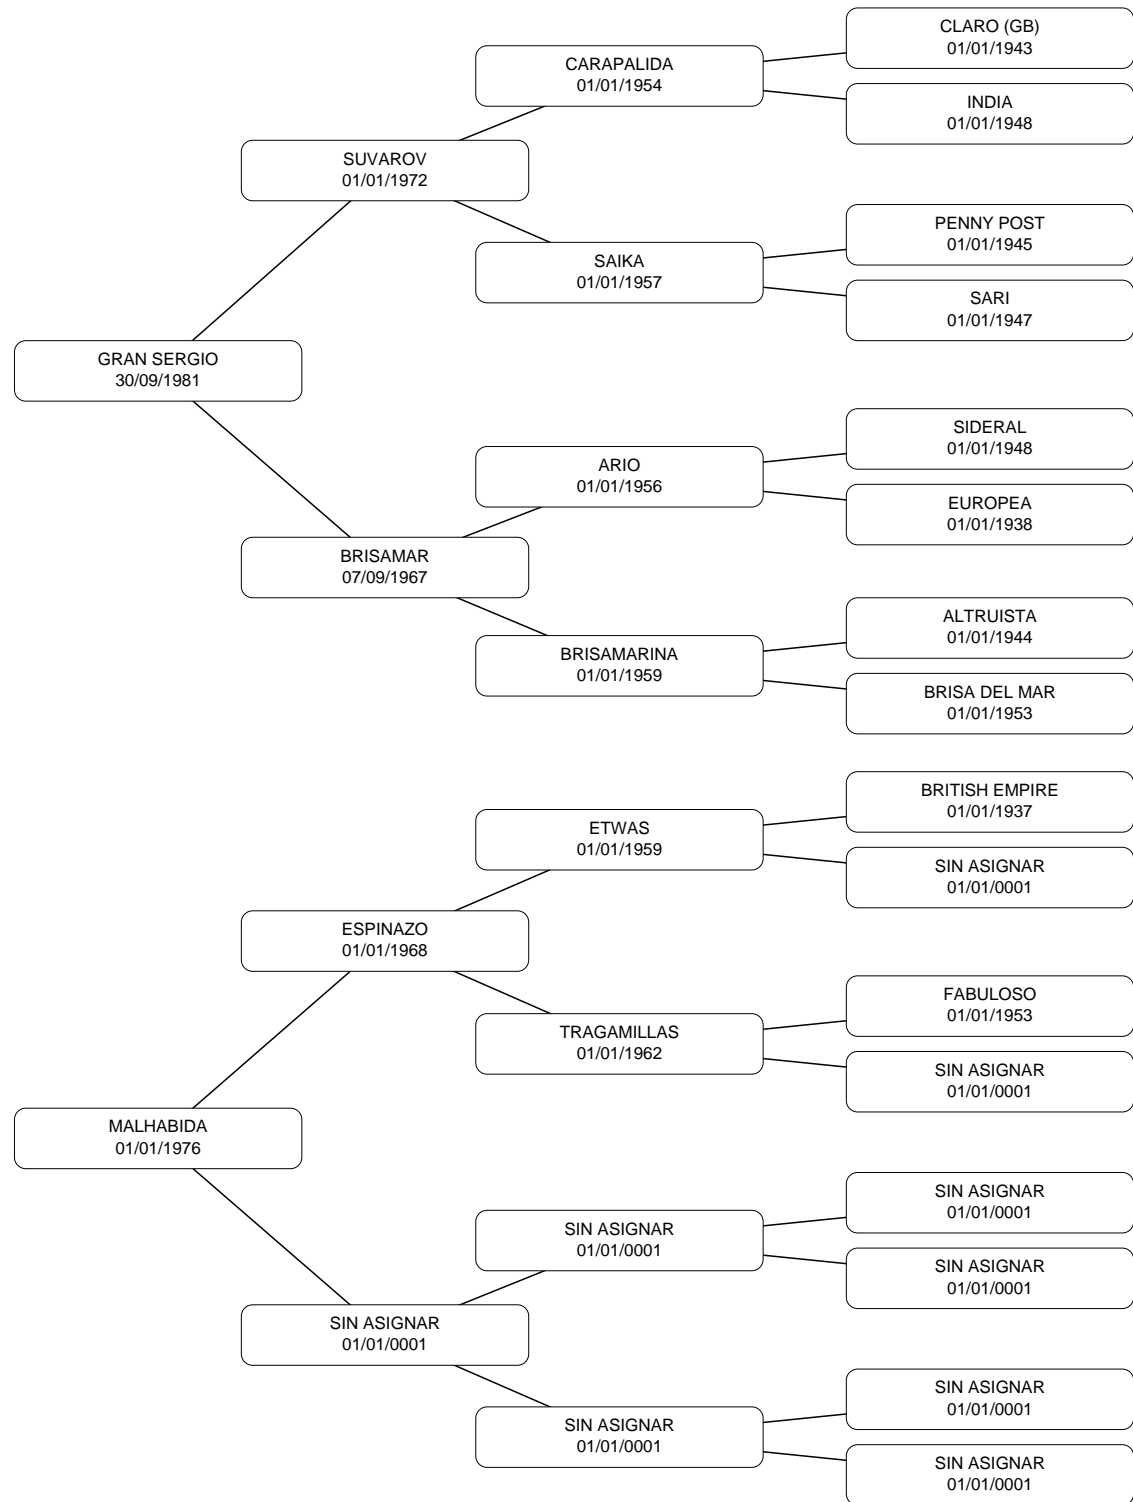 CLARO (GB)
01/01/1943
CARAPALIDA
01/01/1954
INDIA
01/01/1948
SUVAROV
01/01/1972
PENNY POST
01/01/1945
SAIKA
01/01/1957
SARI
01/01/1947
GRAN SERGIO
30/09/1981
SIDERAL
01/01/1948
ARIO
01/01/1956
EUROPEA
01/01/1938
BRISAMAR
07/09/1967
ALTRUISTA
01/01/1944
BRISAMARINA
01/01/1959
BRISA DEL MAR
01/01/1953
BRITISH EMPIRE
01/01/1937
ETWAS
01/01/1959
SIN ASIGNAR
01/01/0001
ESPINAZO
01/01/1968
FABULOSO
01/01/1953
TRAGAMILLAS
01/01/1962
SIN ASIGNAR
01/01/0001
MALHABIDA
01/01/1976
SIN ASIGNAR
01/01/0001
SIN ASIGNAR
01/01/0001
SIN ASIGNAR
01/01/0001
SIN ASIGNAR
01/01/0001
SIN ASIGNAR
01/01/0001
SIN ASIGNAR
01/01/0001
SIN ASIGNAR
01/01/0001